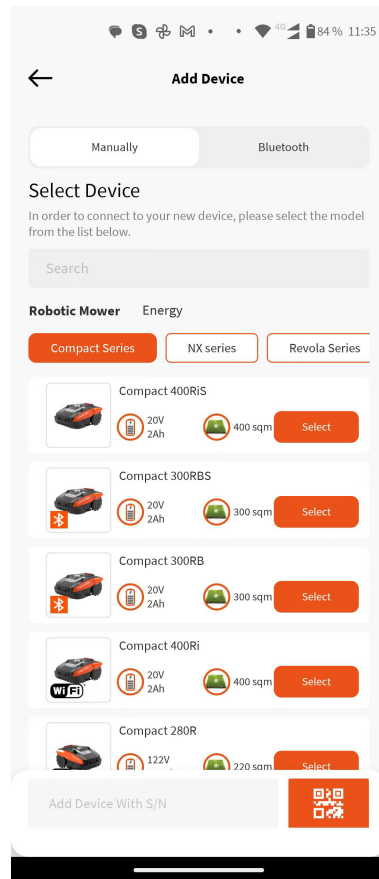 4G 84 % 11:35
Add Device
Manually Bluetooth
Select Device
In order to connect to your new device, please select the model
from the list below.
Search
Robotic Mower Energy
Compact Series NX series Revola Series
Compact 400RiS
20V
2Ah
400 sqm
Select
Compact 300RBS
20V
2Ah
300 sqm
Select
Compact 300RB
20V
2Ah
300 sqm
Select
Compact 400Ri
WiFi
20V
2Ah
400 sqm
Select
Compact 280R
122V
220 sqm
Select
Add Device With S/N